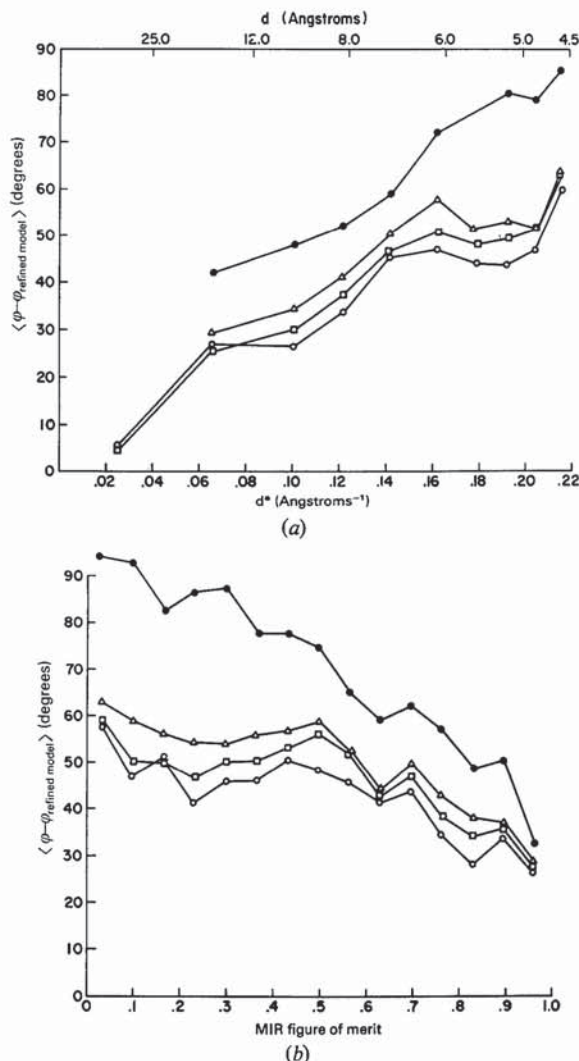 d (Angstroms)
25.0 12.0 8.0 6.0 5.0 4.5
90
80
70
60
50
40
30
20
10
0
⟨φ-φrefined model⟩ (degrees)
.02 .04 .06 .08 .10 .12 .14 .16 .18 .20 .22
d* (Angstroms⁻¹)
(a)
90
80
70
60
50
40
30
20
10
0
⟨φ-φrefined model⟩ (degrees)
0 .1 .2 .3 .4 .5 .6 .7 .8 .9 1.0
MIR figure of merit
(b)